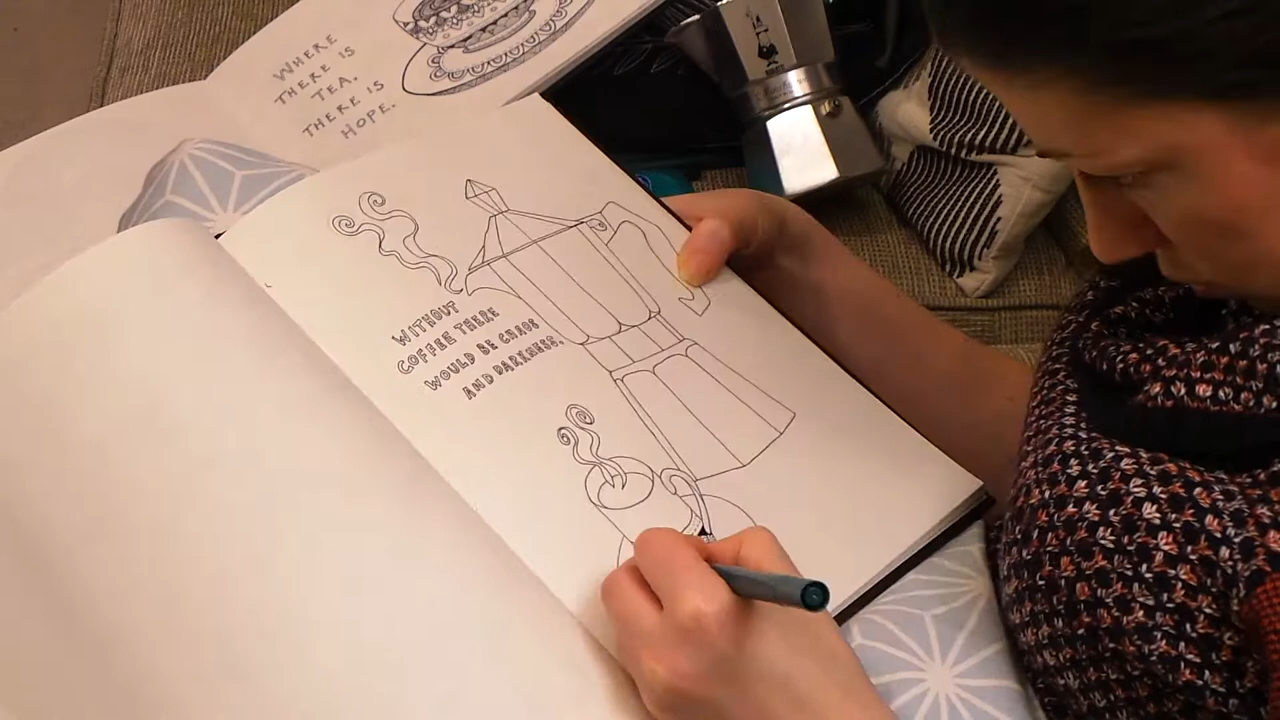 WHERE
THERE IS
TEA,
THERE IS
HOPE.
WITHOUT
COFFEE THERE
WOULD BE CHAOS
AND DARKNESS.